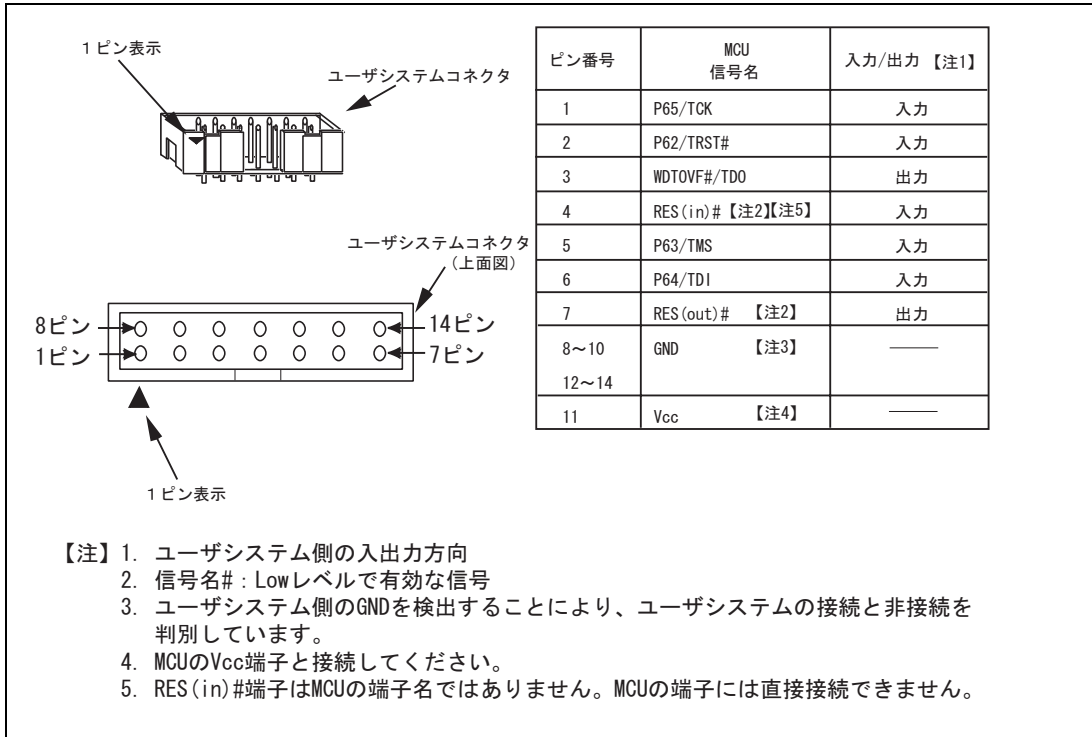 1ピン表示
ユーザシステムコネクタ
ユーザシステムコネクタ
(上面図)
8ピン
14ピン
1ピン
7ピン
1ピン表示
ピン番号 MCU 信号名 入力/出力 【注1】
1 P65/TCK 入力
2 P62/TRST# 入力
3 WDTOVF#/TDO 出力
4 RES(in)#【注2】【注5】 入力
5 P63/TMS 入力
6 P64/TDI 入力
7 RES(out)# 【注2】 出力
8~10 GND 【注3】 ———
12~14
11 Vcc 【注4】 ———
【注】1. ユーザシステム側の入出力方向
2. 信号名#:Lowレベルで有効な信号
3. ユーザシステム側のGNDを検出することにより、ユーザシステムの接続と非接続を
判別しています。
4. MCUのVcc端子と接続してください。
5. RES(in)#端子はMCUの端子名ではありません。MCUの端子には直接接続できません。